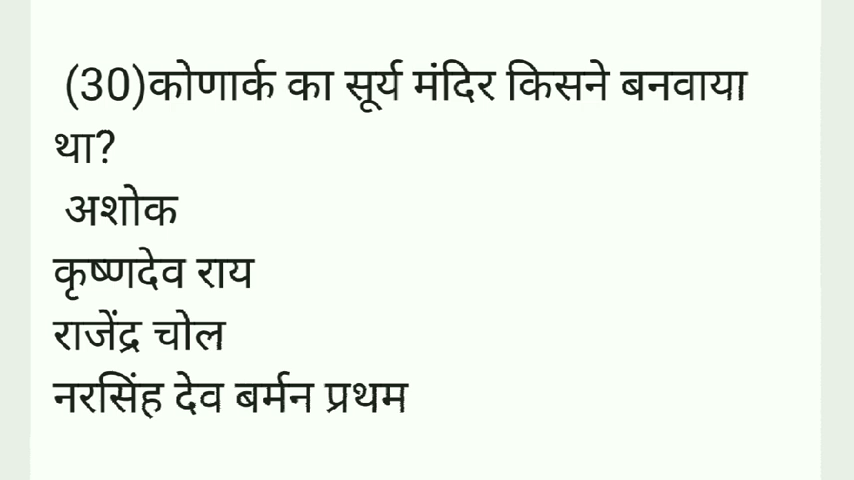 (30)कोणार्क का सूर्य मंदिर किसने बनवाया
था?
अशोक
कृष्णदेव राय
राजेंद्र चोल
नरसिंह देव बर्मन प्रथम